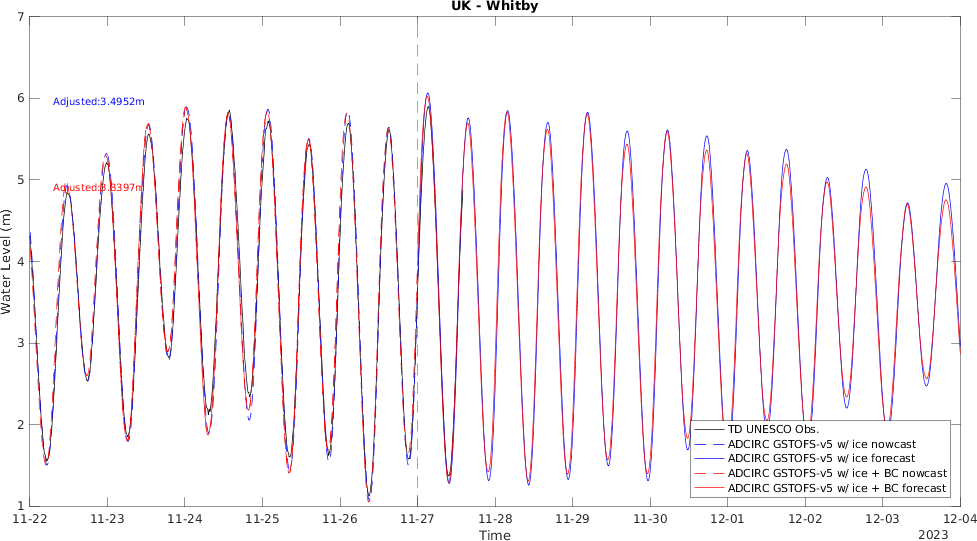 UK - Whitby
7
6
5
4
3
2
1
Water Level (m)
Adjusted:3.4952m
Adjusted:3.3397m
TD UNESCO Obs.
ADCIRC GSTOFS-v5 w/ ice nowcast
ADCIRC GSTOFS-v5 w/ ice forecast
ADCIRC GSTOFS-v5 w/ ice + BC nowcast
ADCIRC GSTOFS-v5 w/ ice + BC forecast
11-22 11-23 11-24 11-25 11-26 11-27 11-28 11-29 11-30 12-01 12-02 12-03 12-04
Time
2023